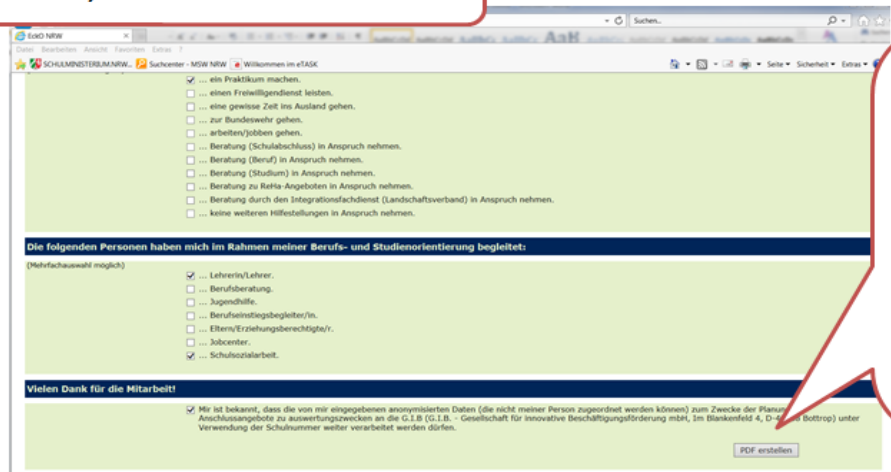 Suchen...
EckO NRW
Datei Bearbeiten Ansicht Favoriten Extras ?
SCHULMINISTERIUM.NRW... Suchcenter - MSW NRW Willkommen im eTASK
Seite Sicherheit Extras
... ein Praktikum machen.
... einen Freiwilligendienst leisten.
... eine gewisse Zeit ins Ausland gehen.
... zur Bundeswehr gehen.
... arbeiten/jobben gehen.
... Beratung (Schulabschluss) in Anspruch nehmen.
... Beratung (Beruf) in Anspruch nehmen.
... Beratung (Studium) in Anspruch nehmen.
... Beratung zu ReHa-Angeboten in Anspruch nehmen.
... Beratung durch den Integrationsfachdienst (Landschaftsverband) in Anspruch nehmen.
... keine weiteren Hilfestellungen in Anspruch nehmen.
Die folgenden Personen haben mich im Rahmen meiner Berufs- und Studienorientierung begleitet:
(Mehrfachauswahl möglich)
... Lehrerin/Lehrer.
... Berufsberatung.
... Jugendhilfe.
... Berufseinstiegsbegleiter/in.
... Eltern/Erziehungsberechtigte/r.
... Jobcenter.
... Schulsozialarbeit.
Vielen Dank für die Mitarbeit!
Mir ist bekannt, dass die von mir eingegebenen anonymisierten Daten (die nicht meiner Person zugeordnet werden können) zum Zwecke der Planung
Anschlussangebote zu auswertungszwecken an die G.I.B (G.I.B. - Gesellschaft für innovative Beschäftigungsförderung mbH, Im Blankenfeld 4, Bottrop) unter
Verwendung der Schulnummer weiter verarbeitet werden dürfen.
PDF erstellen